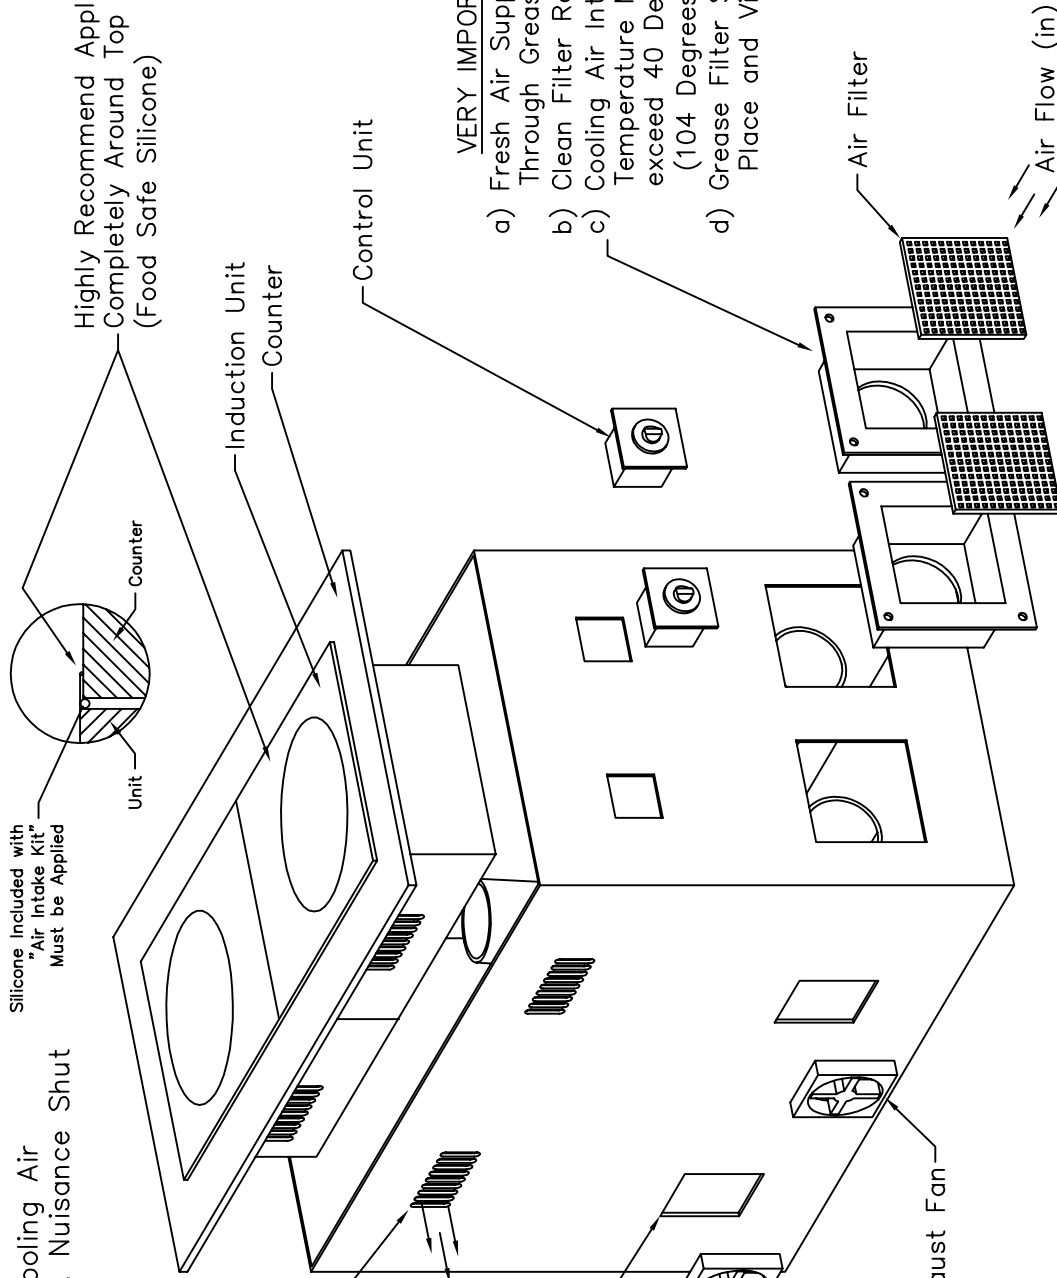 ooling Air
Nuisance Shut
Silicone Included with
"Air Intake Kit"
Must be Applied
Unit
Counter
Highly Recommend Appl
Completely Around Top
(Food Safe Silicone)
Induction Unit
Counter
Control Unit
VERY IMPOR
a) Fresh Air Supp
Through Greas
b) Clean Filter Re
c) Cooling Air Int
Temperature
exceed 40 De
(104 Degrees
d) Grease Filter S
Place and Vi
Air Filter
Air Flow (in)
aust Fan